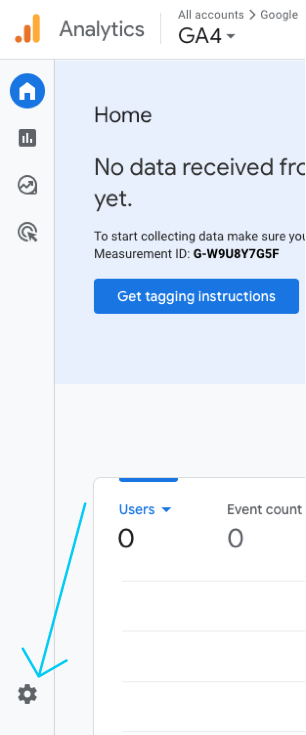 All accounts > Google
Analytics
GA4
Home
No data received fro
yet.
To start collecting data make sure you
Measurement ID: G-W9U8Y7G5F
Get tagging instructions
Users
Event count
0
0